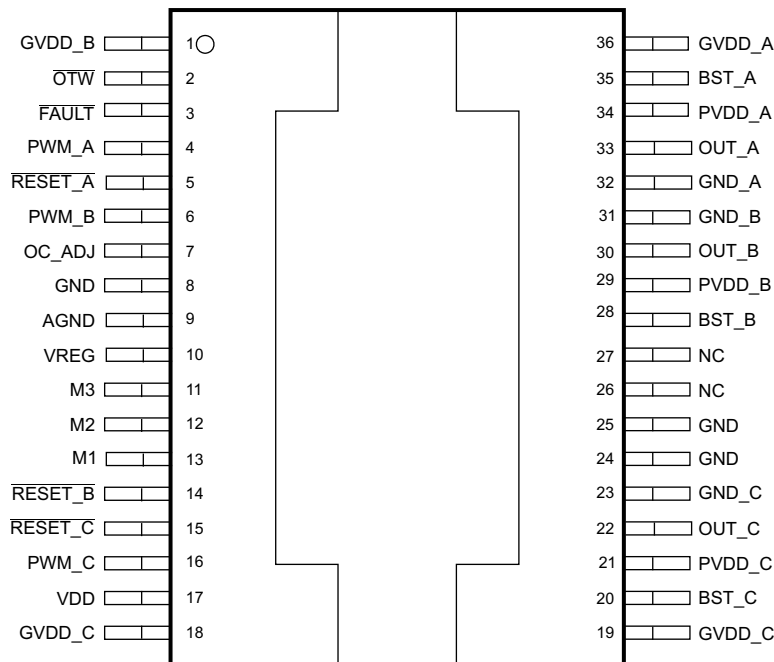 GVDD_B 1 36 GVDD_A
OTW 2 35 BST_A
FAULT 3 34 PVDD_A
PWM_A 4 33 OUT_A
RESET_A 5 32 GND_A
PWM_B 6 31 GND_B
OC_ADJ 7 30 OUT_B
GND 8 29 PVDD_B
AGND 9 28 BST_B
VREG 10 27 NC
M3 11 26 NC
M2 12 25 GND
M1 13 24 GND
RESET_B 14 23 GND_C
RESET_C 15 22 OUT_C
PWM_C 16 21 PVDD_C
VDD 17 20 BST_C
GVDD_C 18 19 GVDD_C